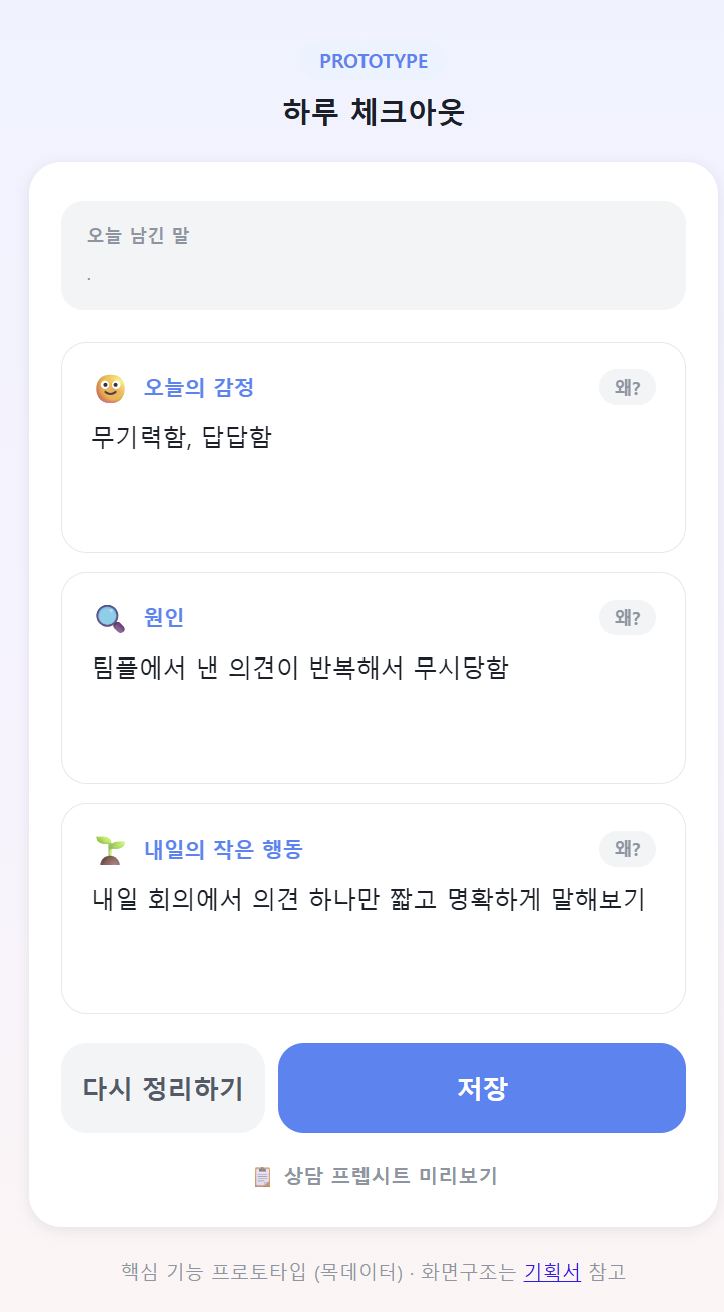 PROTOTYPE
하루 체크아웃
오늘 남긴 말
.
오늘의 감정
왜?
무기력함, 답답함
원인
왜?
팀플에서 낸 의견이 반복해서 무시당함
내일의 작은 행동
왜?
내일 회의에서 의견 하나만 짧고 명확하게 말해보기
다시 정리하기
저장
상담 프렙시트 미리보기
핵심 기능 프로토타입 (목데이터) · 화면구조는 기획서 참고